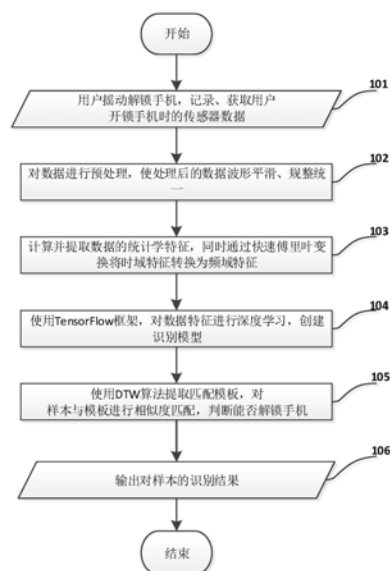 开始
101
用户摇动解锁手机，记录、获取用户
开锁手机时的传感器数据
102
对数据进行预处理，使处理后的数据波形平滑、规整统
一
103
计算并提取数据的统计学特征，同时通过快速傅里叶变
换将时域特征转换为频域特征
104
使用TensorFlow框架，对数据特征进行深度学习，创建
识别模型
105
使用DTW算法提取匹配模板，对
样本与模板进行相似度匹配，判断能否解锁手机
106
输出对样本的识别结果
结束